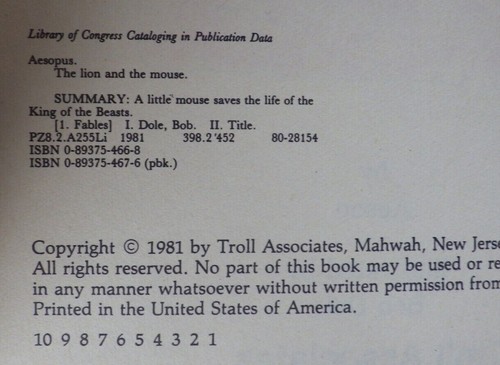 Library of Congress Cataloging in Publication Data
Aesopus.
The lion and the mouse.
SUMMARY: A little mouse saves the life of the
King of the Beasts.
[1. Fables] I. Dole, Bob. II. Title.
PZ8.2.A255Li 1981 398.2'452 80-28154
ISBN 0-89375-466-8
ISBN 0-89375-467-6 (pbk.)
Copyright © 1981 by Troll Associates, Mahwah, New Jerse
All rights reserved. No part of this book may be used or re
in any manner whatsoever without written permission from
Printed in the United States of America.
10 9 8 7 6 5 4 3 2 1